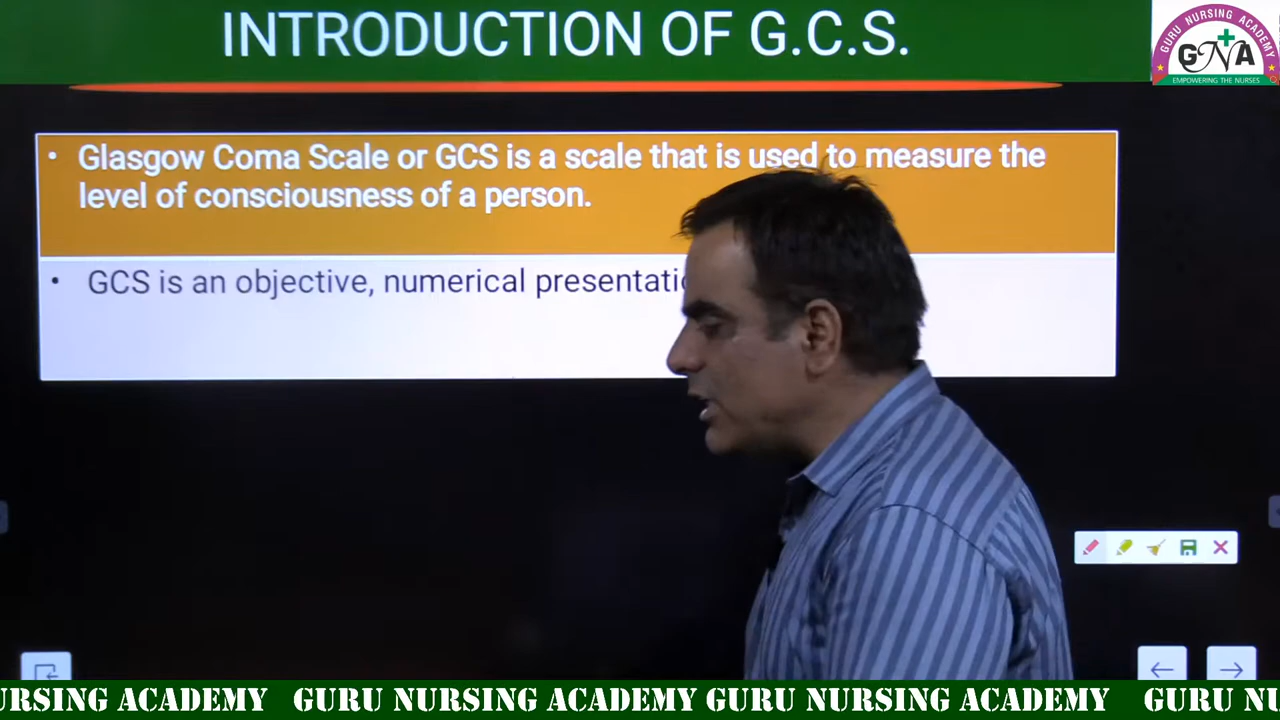 INTRODUCTION OF G.C.S.
GURU NURSING ACADEMY
GNA
EMPOWERING THE NURSES
• Glasgow Coma Scale or GCS is a scale that is used to measure the
level of consciousness of a person.
• GCS is an objective, numerical presentati
URSING ACADEMY GURU NURSING ACADEMY GURU NURSING ACADEMY GURU NU